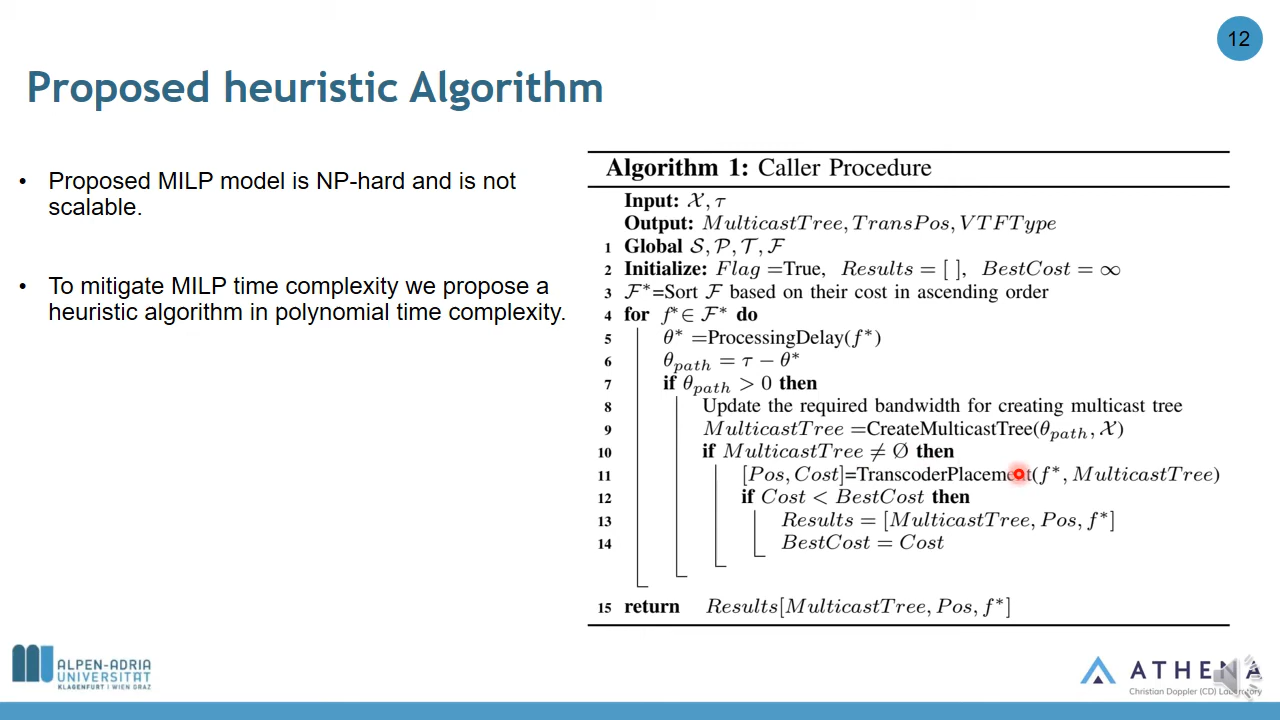 12
Proposed heuristic Algorithm
• Proposed MILP model is NP-hard and is not
scalable.
• To mitigate MILP time complexity we propose a
heuristic algorithm in polynomial time complexity.
Algorithm 1: Caller Procedure
Input: 𝒳, τ
Output: MulticastTree, TransPos, VTFType
1 Global 𝒮, 𝒫, 𝒯, ℱ
2 Initialize: Flag =True, Results = [ ], BestCost = ∞
3 ℱ*=Sort ℱ based on their cost in ascending order
4 for f*∈ ℱ* do
5 θ* =ProcessingDelay(f*)
6 θpath = τ − θ*
7 if θpath > 0 then
8 Update the required bandwidth for creating multicast tree
9 MulticastTree =CreateMulticastTree(θpath, 𝒳)
10 if MulticastTree ≠ Ø then
11 [Pos, Cost]=TranscoderPlacement(f*, MulticastTree)
12 if Cost < BestCost then
13 Results = [MulticastTree, Pos, f*]
14 BestCost = Cost
15 return Results[MulticastTree, Pos, f*]
ALPEN-ADRIA
UNIVERSITÄT
KLAGENFURT | WIEN GRAZ
ATHENA
Christian Doppler (CD) Laboratory